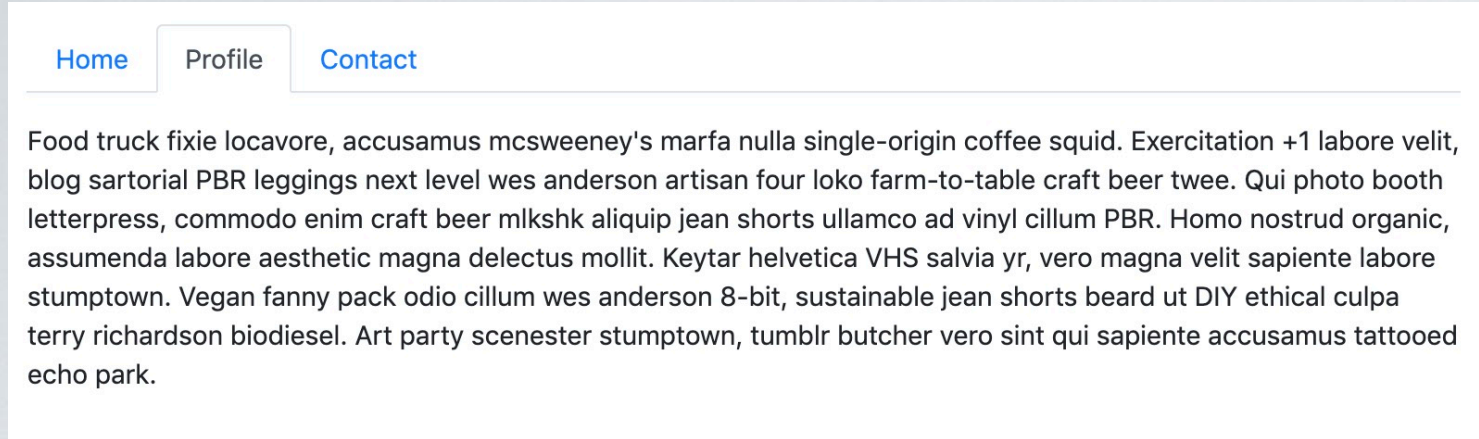 Home Profile Contact
Food truck fixie locavore, accusamus mcsweeney's marfa nulla single-origin coffee squid. Exercitation +1 labore velit,
blog sartorial PBR leggings next level wes anderson artisan four loko farm-to-table craft beer twee. Qui photo booth
letterpress, commodo enim craft beer mlkshk aliquip jean shorts ullamco ad vinyl cillum PBR. Homo nostrud organic,
assumenda labore aesthetic magna delectus mollit. Keytar helvetica VHS salvia yr, vero magna velit sapiente labore
stumptown. Vegan fanny pack odio cillum wes anderson 8-bit, sustainable jean shorts beard ut DIY ethical culpa
terry richardson biodiesel. Art party scenester stumptown, tumblr butcher vero sint qui sapiente accusamus tattooed
echo park.